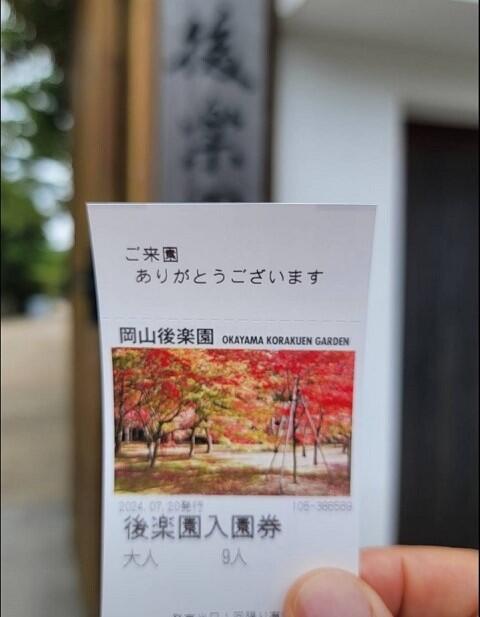 後楽
ご来園
ありがとうございます
岡山後楽園 OKAYAMA KORAKUEN GARDEN
2024.07.20発行
後楽園入園券
大人 9人